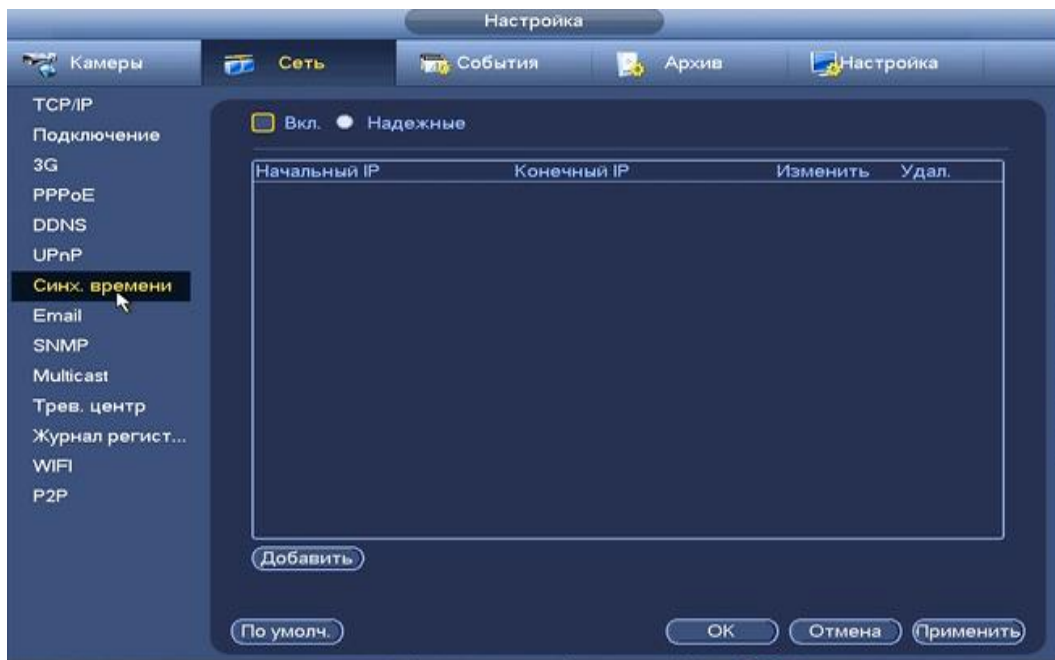 Настройка
Камеры Сеть События Архив Настройка
TCP/IP
Подключение
3G
PPPoE
DDNS
UPnP
Синх. времени
Email
SNMP
Multicast
Трев. центр
Журнал регист...
WIFI
P2P
Вкл. Надежные
Начальный IP Конечный IP Изменить Удал.
Добавить
По умолч. OK Отмена Применить